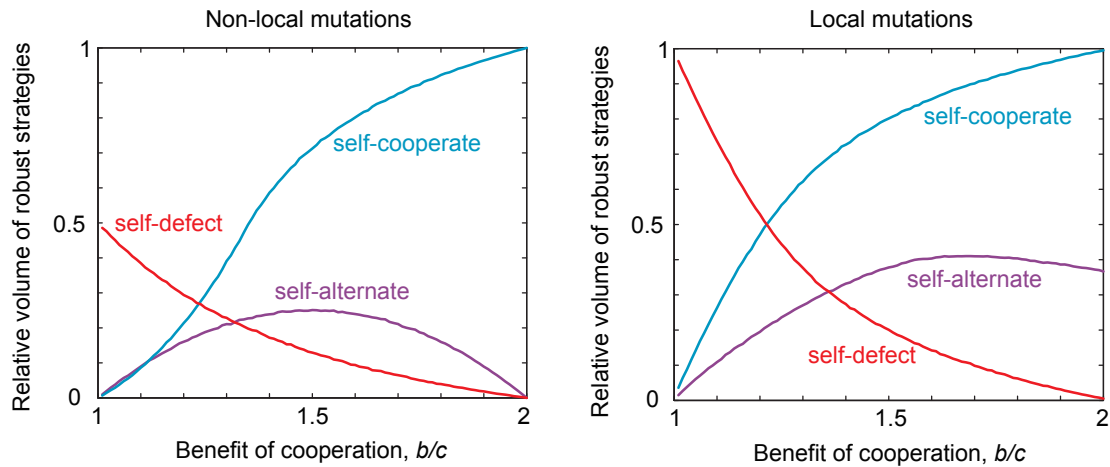 Non-local mutations
Relative volume of robust strategies
1
0.5
0
self-cooperate
self-defect
self-alternate
1
1.5
2
Benefit of cooperation, b/c
Local mutations
Relative volume of robust strategies
1
0.5
0
self-cooperate
self-alternate
self-defect
1
1.5
2
Benefit of cooperation, b/c